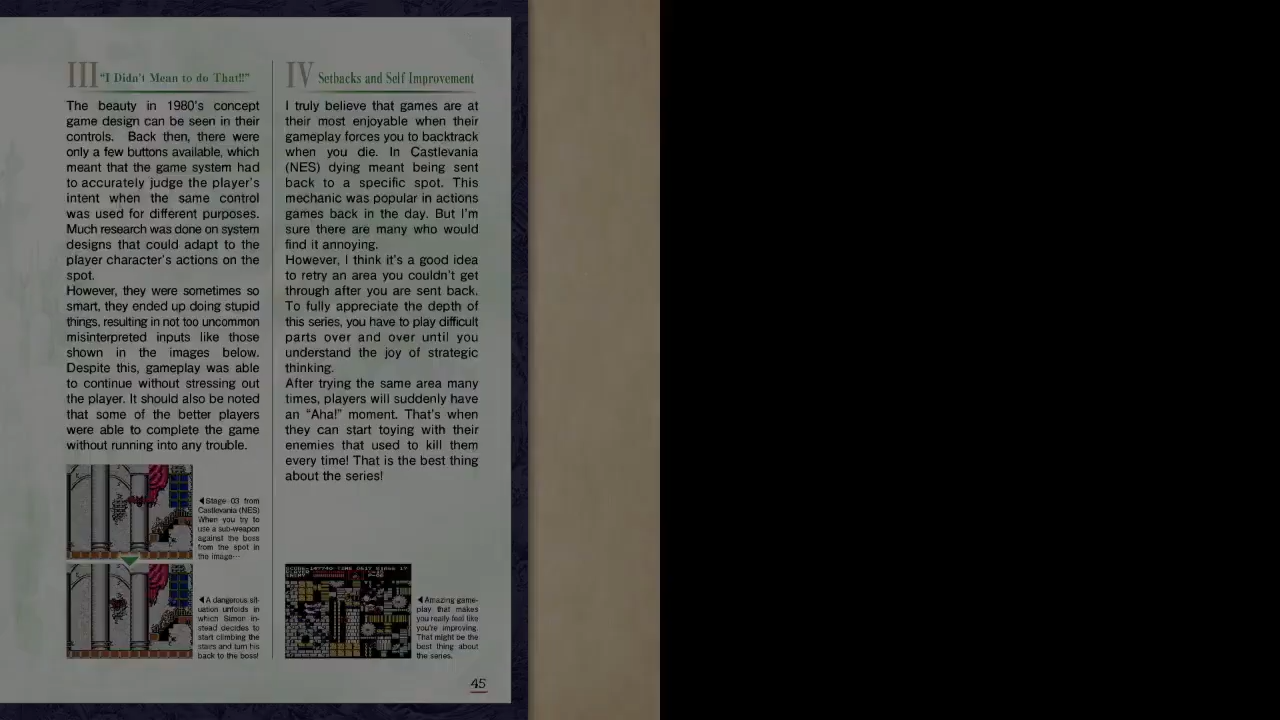 III "I Didn't Mean to do That!!"
The beauty in 1980's concept
game design can be seen in their
controls. Back then, there were
only a few buttons available, which
meant that the game system had
to accurately judge the player's
intent when the same control
was used for different purposes.
Much research was done on system
designs that could adapt to the
player character's actions on the
spot.
However, they were sometimes so
smart, they ended up doing stupid
things, resulting in not too uncommon
misinterpreted inputs like those
shown in the images below.
Despite this, gameplay was able
to continue without stressing out
the player. It should also be noted
that some of the better players
were able to complete the game
without running into any trouble.
◀Stage 03 from
Castlevania (NES)
When you try to
use a sub-weapon
against the boss
from the spot in
the image…
◀A dangerous sit-
uation unfolds in
which Simon in-
stead decides to
start climbing the
stairs and turn his
back to the boss!
IV Setbacks and Self Improvement
I truly believe that games are at
their most enjoyable when their
gameplay forces you to backtrack
when you die. In Castlevania
(NES) dying meant being sent
back to a specific spot. This
mechanic was popular in actions
games back in the day. But I'm
sure there are many who would
find it annoying.
However, I think it's a good idea
to retry an area you couldn't get
through after you are sent back.
To fully appreciate the depth of
this series, you have to play difficult
parts over and over until you
understand the joy of strategic
thinking.
After trying the same area many
times, players will suddenly have
an “Aha!” moment. That's when
they can start toying with their
enemies that used to kill them
every time! That is the best thing
about the series!
PLAYER
ENEMY
◀Amazing game-
play that makes
you really feel like
you're improving.
That might be the
best thing about
the series.
45